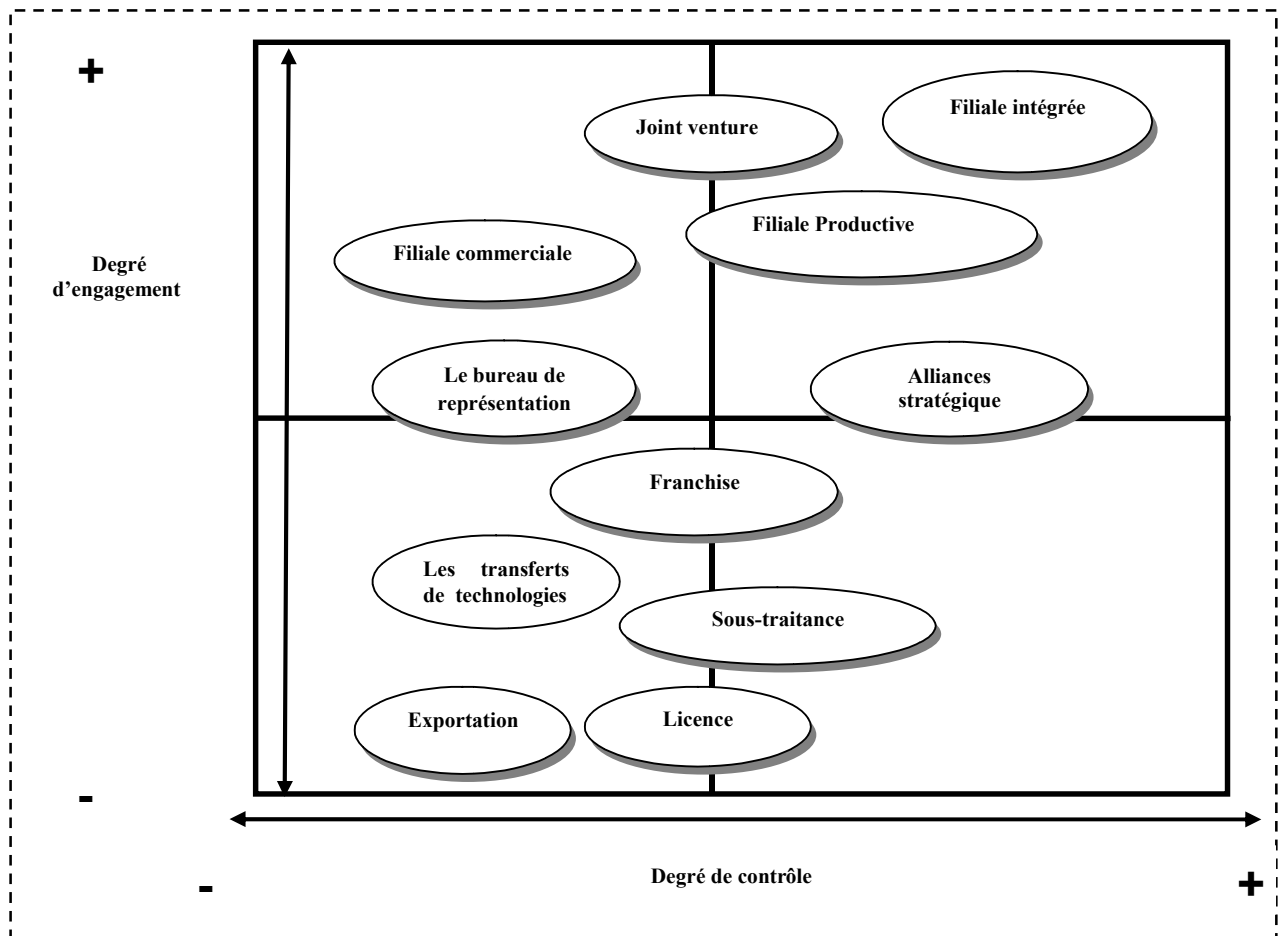 +
Filiale intégrée
Joint venture
Filiale Productive
Filiale commerciale
Degré
d’engagement
Le bureau de
représentation
Alliances
stratégique
Franchise
Les transferts
de technologies
Sous-traitance
Exportation
Licence
-
Degré de contrôle
-
+